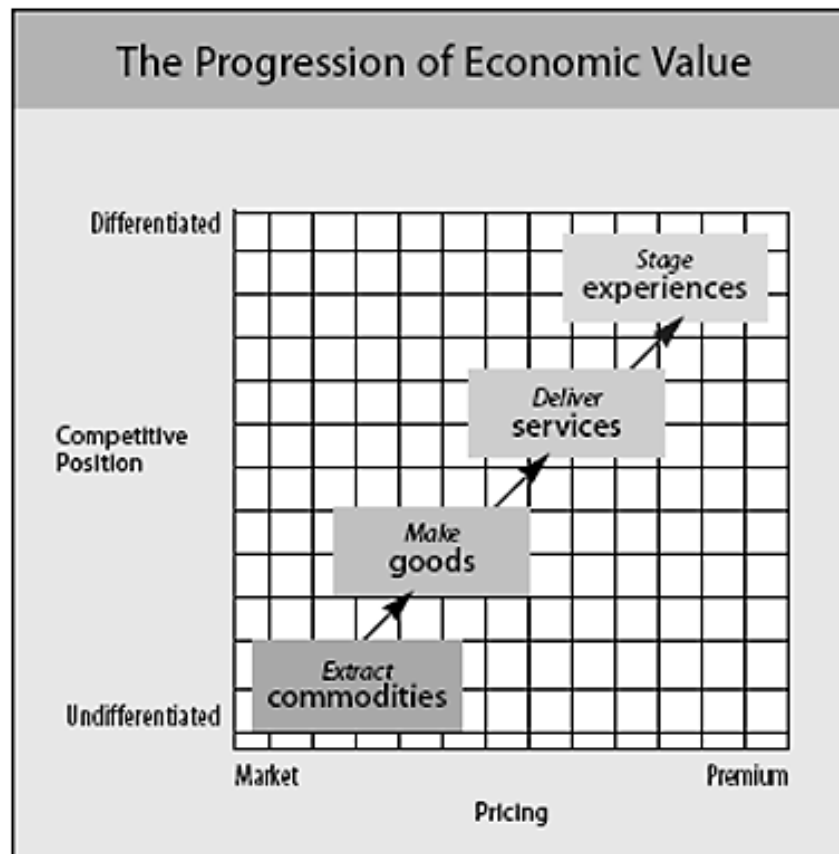 The Progression of Economic Value
Differentiated
Stage
experiences
Deliver
services
Competitive
Position
Make
goods
Extract
commodities
Undifferentiated
Market
Premium
Pricing